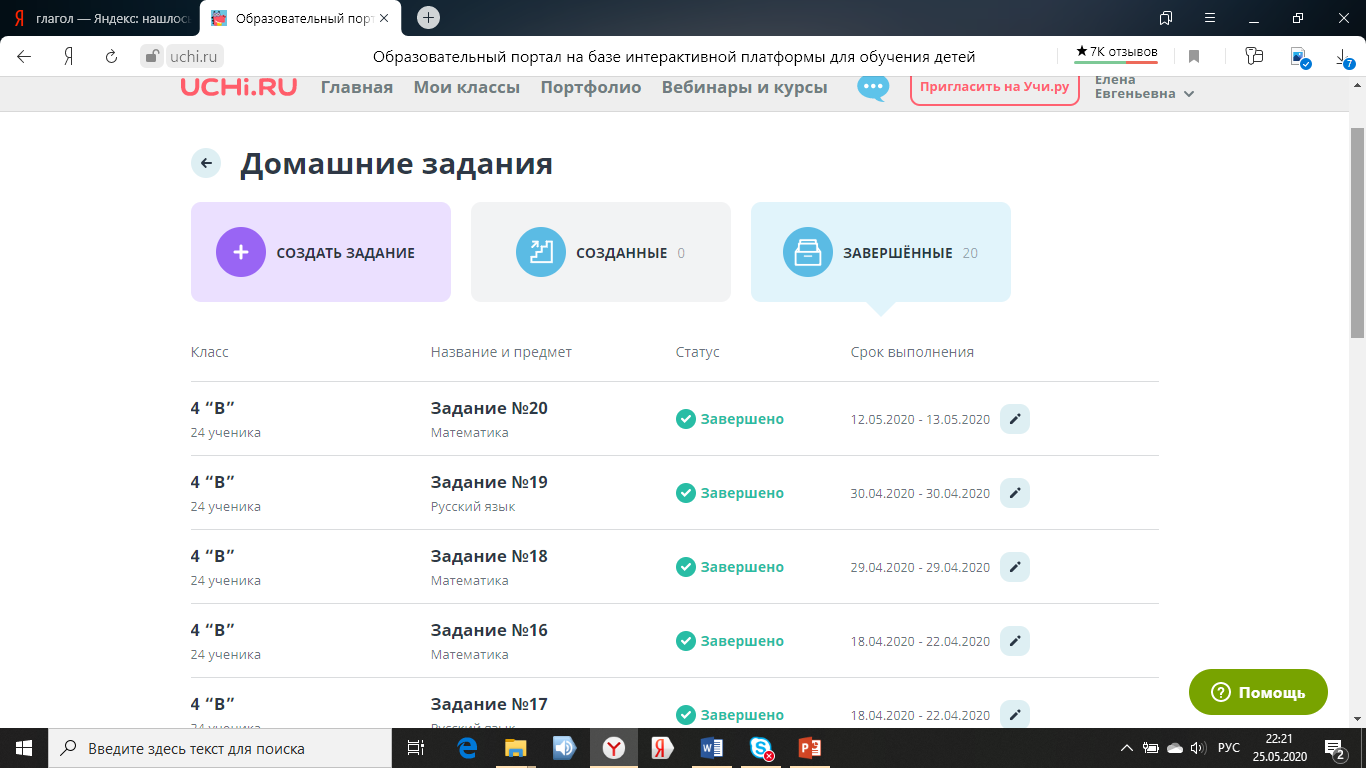 глагол — Яндекс: нашлось
Образовательный порт
uchi.ru
Образовательный портал на базе интерактивной платформы для обучения детей
★7K отзывов
7
UCHi.RU
Главная
Мои классы
Портфолио
Вебинары и курсы
Пригласить на Учи.ру
Елена
Евгеньевна
Домашние задания
СОЗДАТЬ ЗАДАНИЕ
СОЗДАННЫЕ 0
ЗАВЕРШЁННЫЕ 20
Класс Название и предмет Статус Срок выполнения
4 “В” Задание №20 Завершено 12.05.2020 - 13.05.2020
24 ученика Математика
4 “В” Задание №19 Завершено 30.04.2020 - 30.04.2020
24 ученика Русский язык
4 “В” Задание №18 Завершено 29.04.2020 - 29.04.2020
24 ученика Математика
4 “В” Задание №16 Завершено 18.04.2020 - 22.04.2020
24 ученика Математика
4 “В” Задание №17 Завершено 18.04.2020 - 22.04.2020
24 ученика Русский язык
Помощь
Введите здесь текст для поиска
РУС
22:21
25.05.2020
2